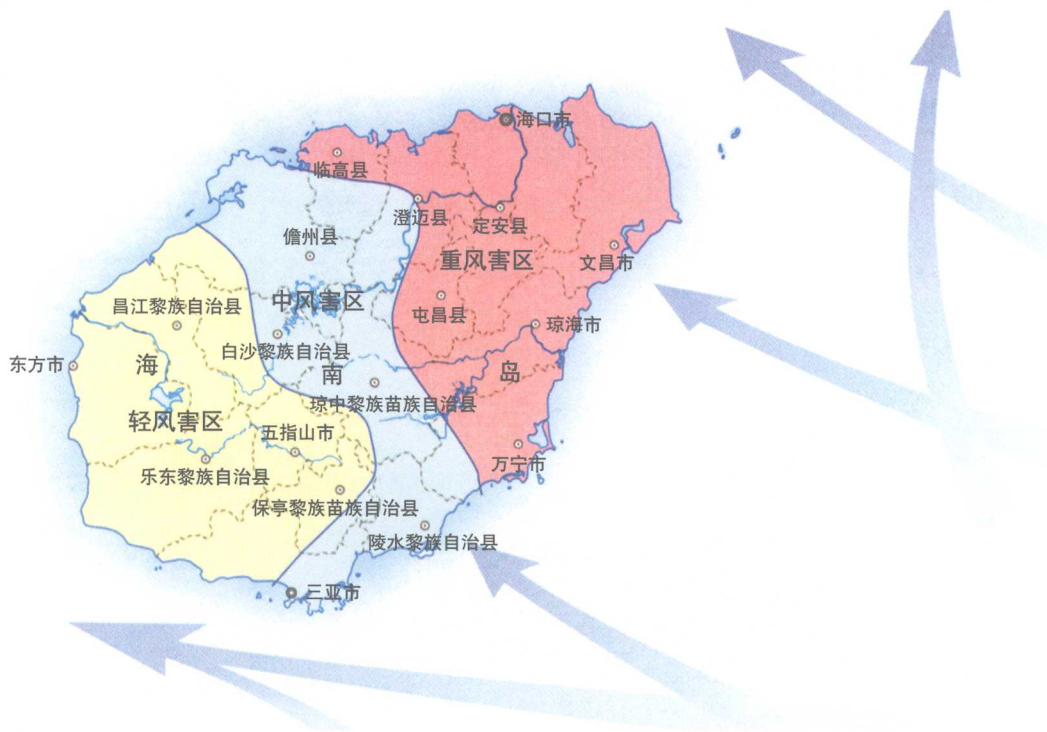 海口市
临高县
澄迈县
定安县
儋州县
重风害区
文昌市
中风害区
昌江黎族自治县
屯昌县
琼海市
白沙黎族自治县
东方市
海
南
岛
琼中黎族苗族自治县
轻风害区
五指山市
万宁市
乐东黎族自治县
保亭黎族苗族自治县
陵水黎族自治县
三亚市